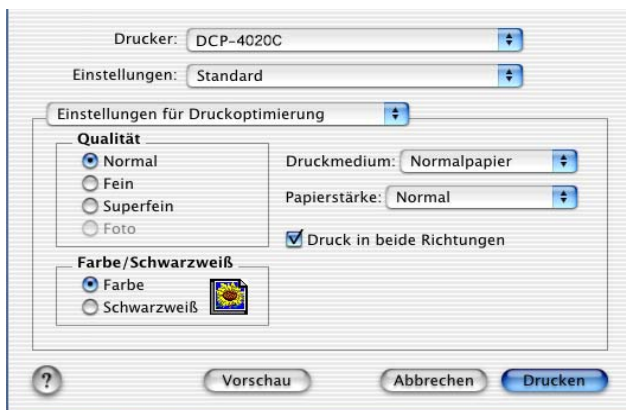 Drucker: DCP-4020C
Einstellungen: Standard
Einstellungen für Druckoptimierung
Qualität
Normal
Fein
Superfein
Foto
Druckmedium: Normalpapier
Papierstärke: Normal
Druck in beide Richtungen
Farbe/Schwarzweiß
Farbe
Schwarzweiß
? Vorschau Abbrechen Drucken